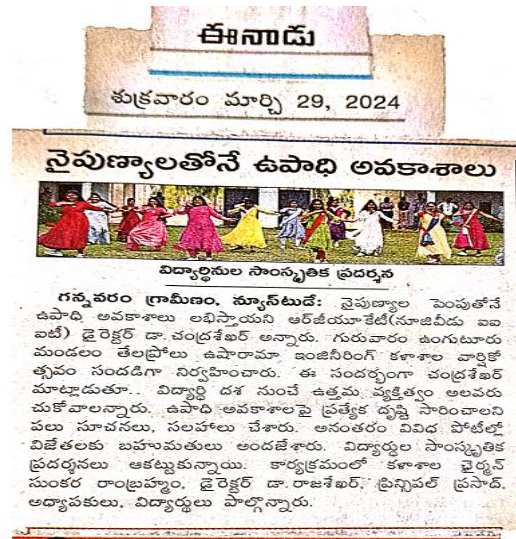 ఈనాడు
శుక్రవారం మార్చి 29, 2024
నైపుణ్యాలతోనే ఉపాధి అవకాశాలు
విద్యార్థినుల సాంస్కృతిక ప్రదర్శన
గన్నవరం గ్రామీణం, న్యూస్‌టుడే: నైపుణ్యాల పెంపుతోనే
ఉపాధి అవకాశాలు లభిస్తాయని ఆర్‌జీయూకేటీ(నూజివీడు ఐఐ
ఐటీ) డైరెక్టర్ డా.చంద్రశేఖర్ అన్నారు. గురువారం ఉంగుటూరు
మండలం తేలప్రోలు ఉషారామా ఇంజినీరింగ్ కళాశాల వార్షికో
త్సవం సందడిగా నిర్వహించారు. ఈ సందర్భంగా చంద్రశేఖర్
మాట్లాడుతూ.. విద్యార్థి దశ నుంచే ఉత్తమ వ్యక్తిత్వం అలవరు
చుకోవాలన్నారు. ఉపాధి అవకాశాలపై ప్రత్యేక దృష్టి సారించాలని
పలు సూచనలు, సలహాలు చేశారు. అనంతరం వివిధ పోటీల్లో
విజేతలకు బహుమతులు అందజేశారు. విద్యార్థుల సాంస్కృతిక
ప్రదర్శనలు ఆకట్టుకున్నాయి. కార్యక్రమంలో కళాశాల ఛైర్మన్
సుంకర రాంబ్రహ్మం, డైరెక్టర్ డా.రాజశేఖర్, ప్రిన్సిపల్ ప్రసాద్,
అధ్యాపకులు, విద్యార్థులు పాల్గొన్నారు.